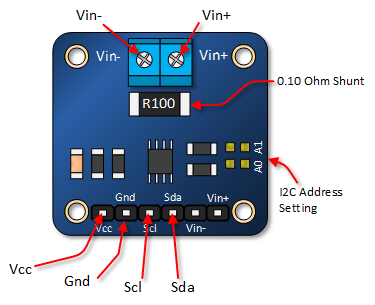 Vin- Vin+
Vin- Vin+
R100
0.10 Ohm Shunt
A1
A0
I2C Address
Setting
Gnd Sda Vin+
Vcc Scl Vin-
Vcc
Gnd
Scl
Sda